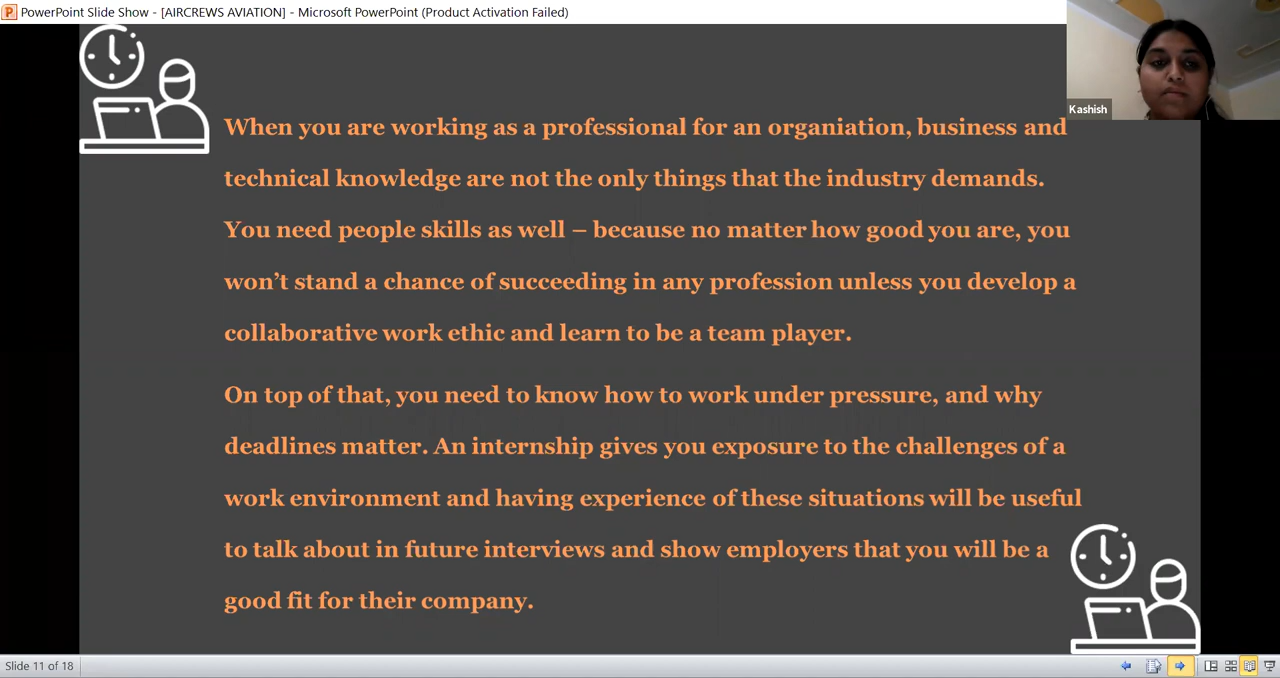 PowerPoint Slide Show - [AIRCREWS AVIATION] - Microsoft PowerPoint (Product Activation Failed)
Kashish
When you are working as a professional for an organiation, business and
technical knowledge are not the only things that the industry demands.
You need people skills as well – because no matter how good you are, you
won’t stand a chance of succeeding in any profession unless you develop a
collaborative work ethic and learn to be a team player.
On top of that, you need to know how to work under pressure, and why
deadlines matter. An internship gives you exposure to the challenges of a
work environment and having experience of these situations will be useful
to talk about in future interviews and show employers that you will be a
good fit for their company.
Slide 11 of 18